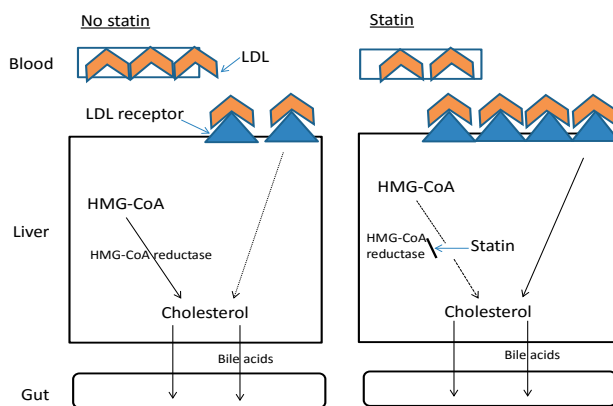 No statin
Statin
Blood
LDL
LDL receptor
Liver
HMG-CoA
HMG-CoA reductase
Cholesterol
Bile acids
HMG-CoA
HMG-CoA
reductase
Statin
Cholesterol
Bile acids
Gut